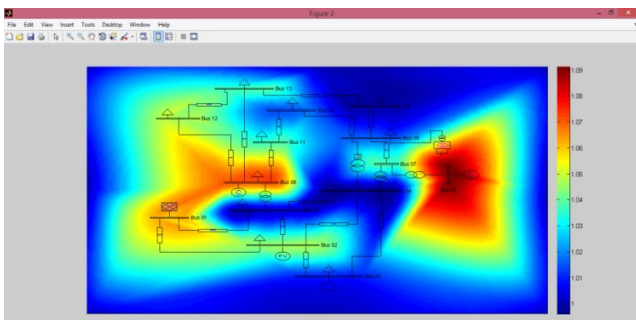 Figure 2
File Edit View Insert Tools Desktop Window Help
1.09
1.08
1.07
1.06
1.05
1.04
1.03
1.02
1.01
1
Bus 13
Bus 12
Bus 11
Bus 09
Bus 07
Bus 06
Bus 01
Bus 02